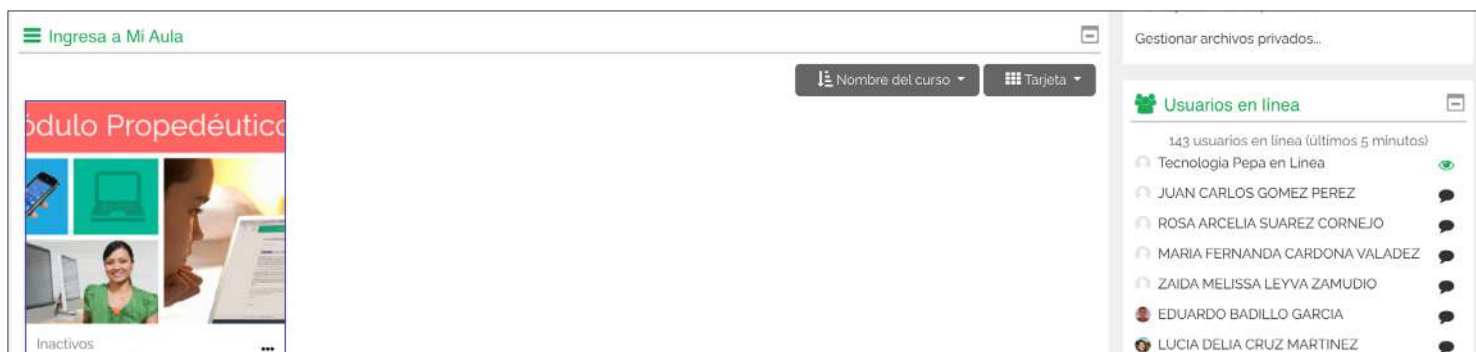 Ingresa a Mi Aula
Nombre del curso
Tarjeta
ódulo Propedéutico
Inactivos
Gestionar archivos privados...
Usuarios en línea
143 usuarios en línea (últimos 5 minutos)
Tecnología Pepa en Línea
JUAN CARLOS GOMEZ PEREZ
ROSA ARCELIA SUAREZ CORNEJO
MARIA FERNANDA CARDONA VALADEZ
ZAIDA MELISSA LEYVA ZAMUDIO
EDUARDO BADILLO GARCIA
LUCIA DELIA CRUZ MARTINEZ